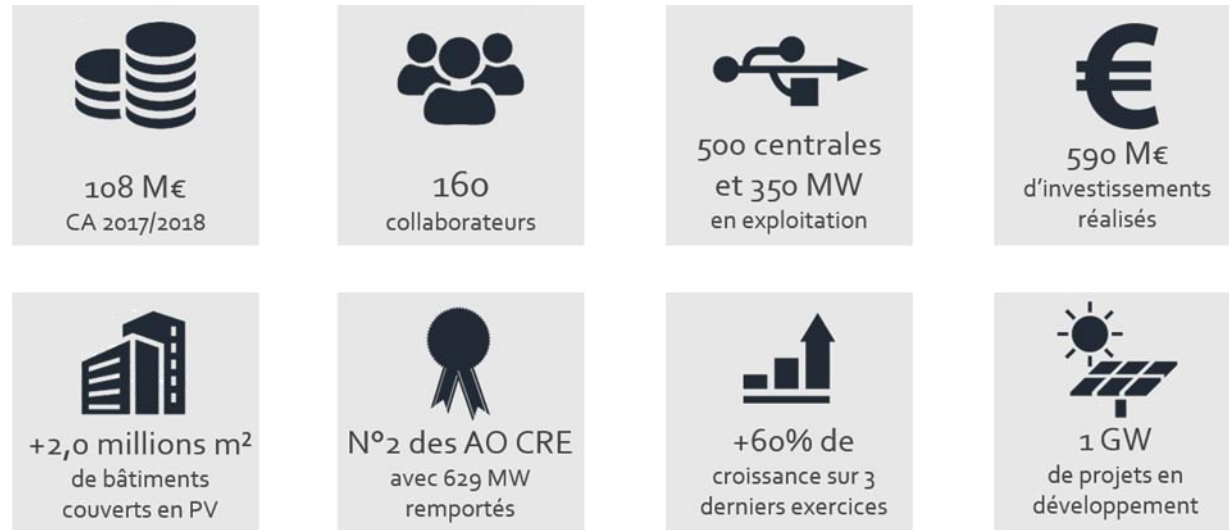 108 M€
CA 2017/2018
160
collaborateurs
500 centrales
et 350 MW
en exploitation
590 M€
d’investissements
réalisés
+2,0 millions m²
de bâtiments
couverts en PV
N°2 des AO CRE
avec 629 MW
remportés
+60% de
croissance sur 3
derniers exercices
1 GW
de projets en
développement